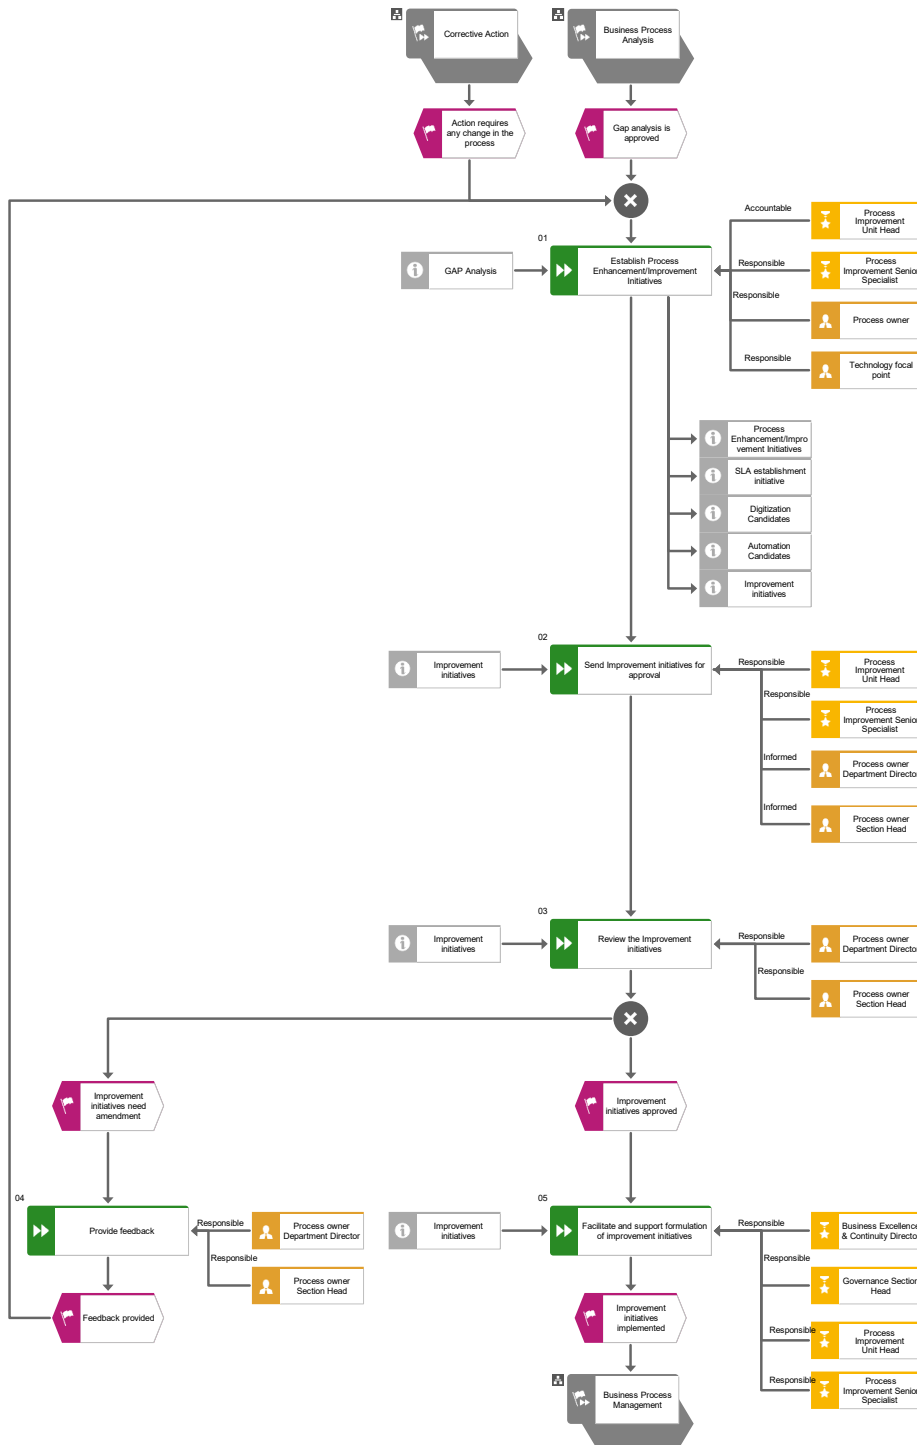 Corrective Action
Business Process
Analysis
Action requires
any change in the
process
Gap analysis is
approved
Accountable
Process
Improvement
Unit Head
01
GAP Analysis
Establish Process
Enhancement/Improvement
Initiatives
Responsible
Process
Improvement Senior
Specialist
Responsible
Process owner
Responsible
Technology focal
point
Process
Enhancement/Impro
vement Initiatives
SLA establishment
initiative
Digitization
Candidates
Automation
Candidates
Improvement
initiatives
02
Improvement
initiatives
Send Improvement initiatives for
approval
Responsible
Process
Improvement
Unit Head
Responsible
Process
Improvement Senior
Specialist
Informed
Process owner
Department Director
Informed
Process owner
Section Head
03
Improvement
initiatives
Review the Improvement
initiatives
Responsible
Process owner
Department Director
Responsible
Process owner
Section Head
Improvement
initiatives need
amendment
Improvement
initiatives approved
04
Provide feedback
Responsible
Process owner
Department Director
Responsible
Process owner
Section Head
Feedback provided
05
Improvement
initiatives
Facilitate and support formulation
of improvement initiatives
Responsible
Business Excellence
& Continuity Director
Responsible
Governance Section
Head
Responsible
Process
Improvement
Unit Head
Responsible
Process
Improvement Senior
Specialist
Improvement
initiatives
implemented
Business Process
Management